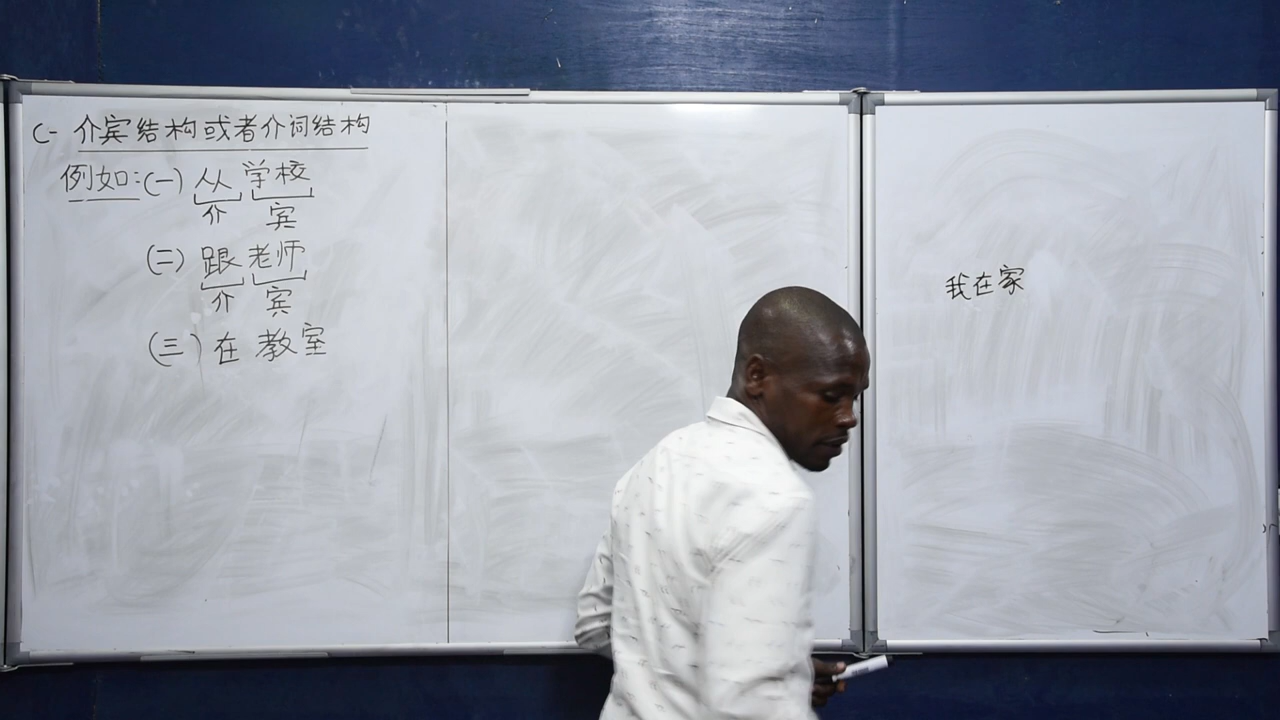 C- 介宾结构或者介词结构
例如:(一) 从 学校
介 宾
(二) 跟 老师
介 宾
(三) 在 教室
我在家